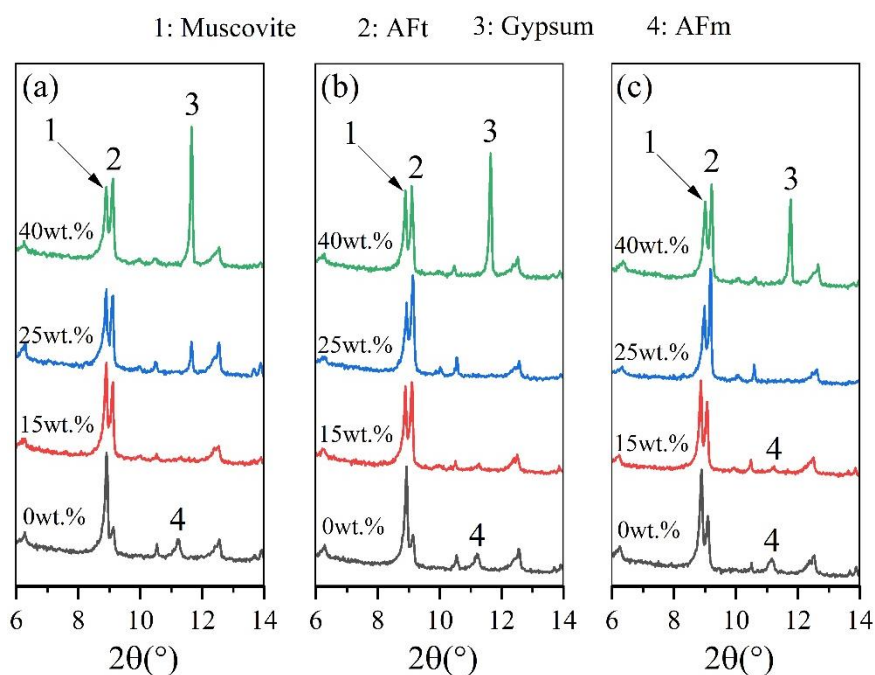 1: Muscovite 2: AFt 3: Gypsum 4: AFm
(a)
1
2
3
40wt.%
25wt.%
15wt.%
0wt.%
4
6 8 10 12 14
2θ(°)
(b)
1
2
3
40wt.%
25wt.%
15wt.%
0wt.%
4
6 8 10 12 14
2θ(°)
(c)
1
2
3
40wt.%
25wt.%
15wt.%
4
0wt.%
4
6 8 10 12 14
2θ(°)